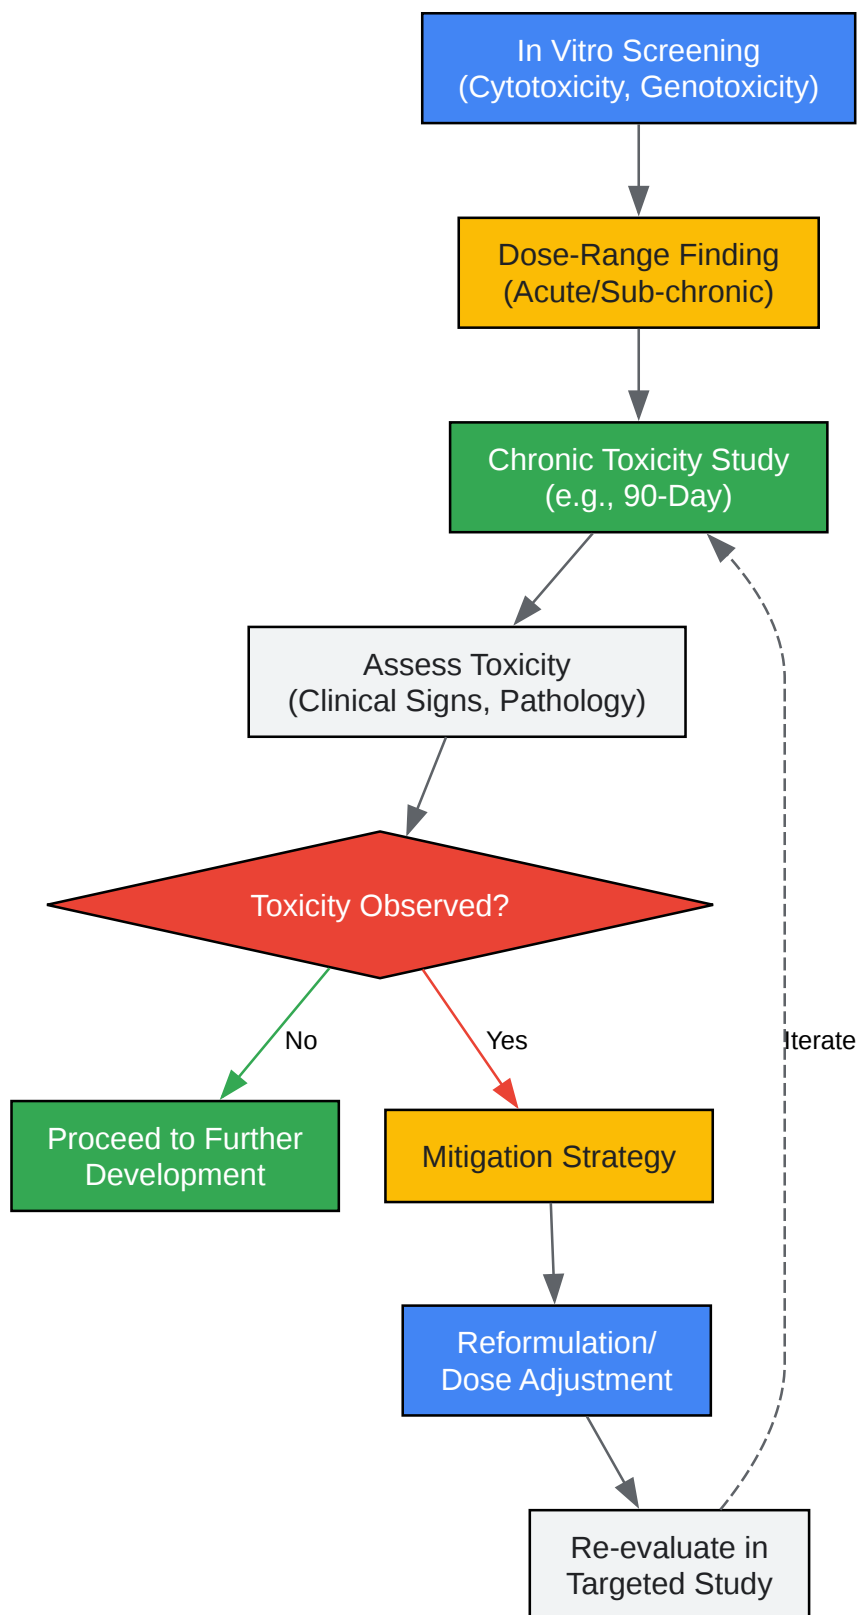 In Vitro Screening
(Cytotoxicity, Genotoxicity)
Dose-Range Finding
(Acute/Sub-chronic)
Chronic Toxicity Study
(e.g., 90-Day)
Assess Toxicity
(Clinical Signs, Pathology)
Toxicity Observed?
No
Yes
Iterate
Proceed to Further
Development
Mitigation Strategy
Reformulation/
Dose Adjustment
Re-evaluate in
Targeted Study